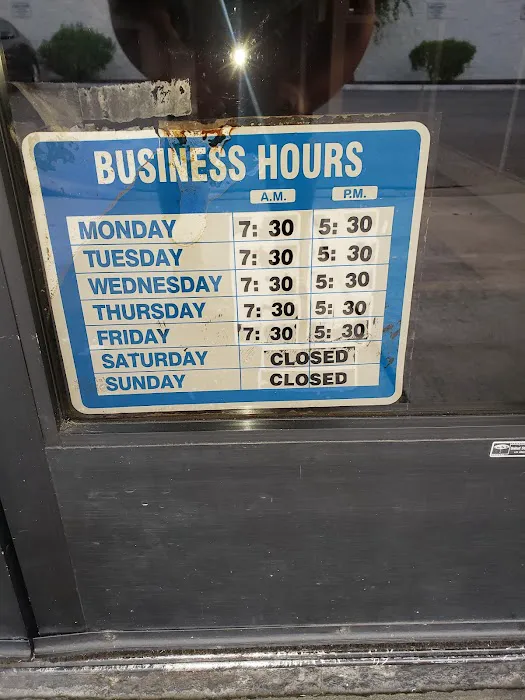 BUSINESS HOURS
A.M. P.M.
MONDAY 7: 30 5: 30
TUESDAY 7: 30 5: 30
WEDNESDAY 7: 30 5: 30
THURSDAY 7: 30 5: 30
FRIDAY 7: 30 5: 30
SATURDAY CLOSED
SUNDAY CLOSED